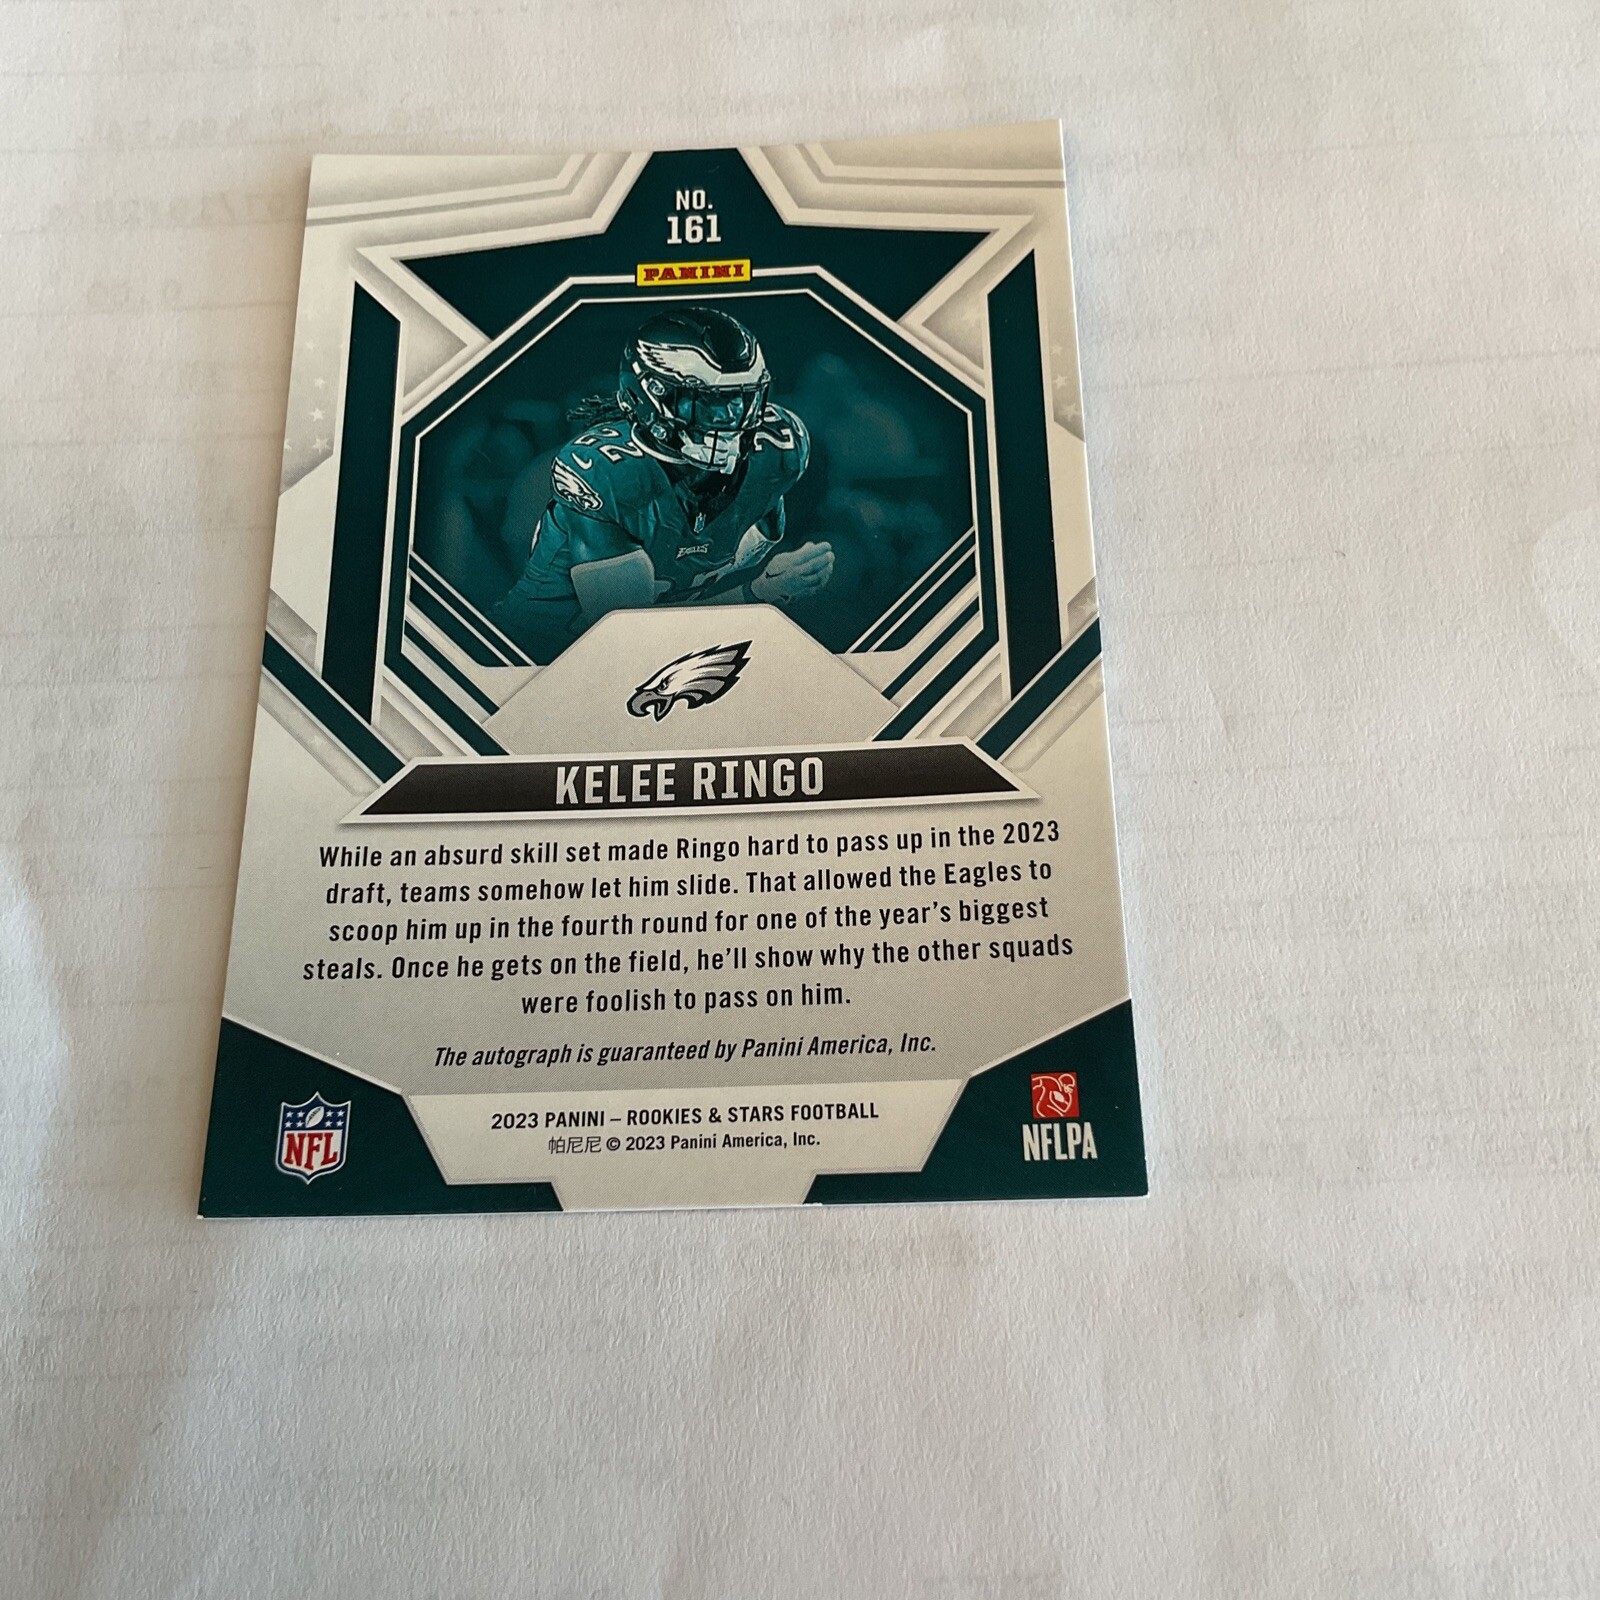 NO.
161
PANINI
22
2
EAGLES
KELEE RINGO
While an absurd skill set made Ringo hard to pass up in the 2023
draft, teams somehow let him slide. That allowed the Eagles to
scoop him up in the fourth round for one of the year's biggest
steals. Once he gets on the field, he'll show why the other squads
were foolish to pass on him.
The autograph is guaranteed by Panini America, Inc.
NFL
2023 PANINI – ROOKIES & STARS FOOTBALL
帕尼尼 © 2023 Panini America, Inc.
NFLPA